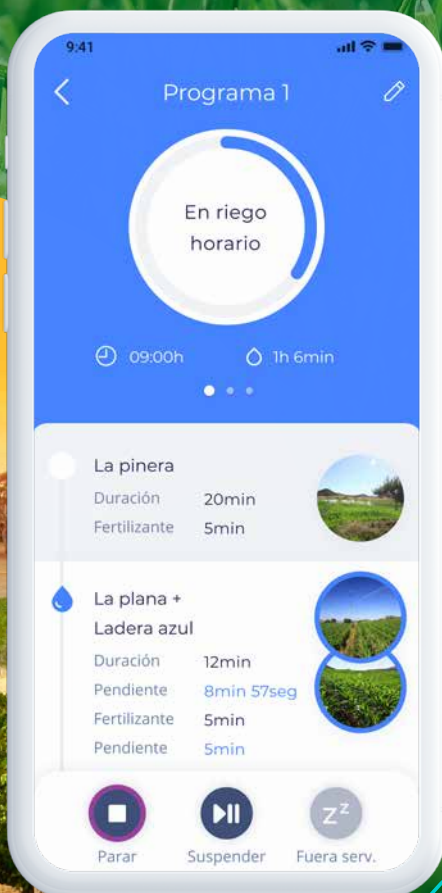 9:41
Programa 1
En riego
horario
09:00h 1h 6min
La pinera
Duración 20min
Fertilizante 5min
La plana +
Ladera azul
Duración 12min
Pendiente 8min 57seg
Fertilizante 5min
Pendiente 5min
zz
Parar Suspender Fuera serv.